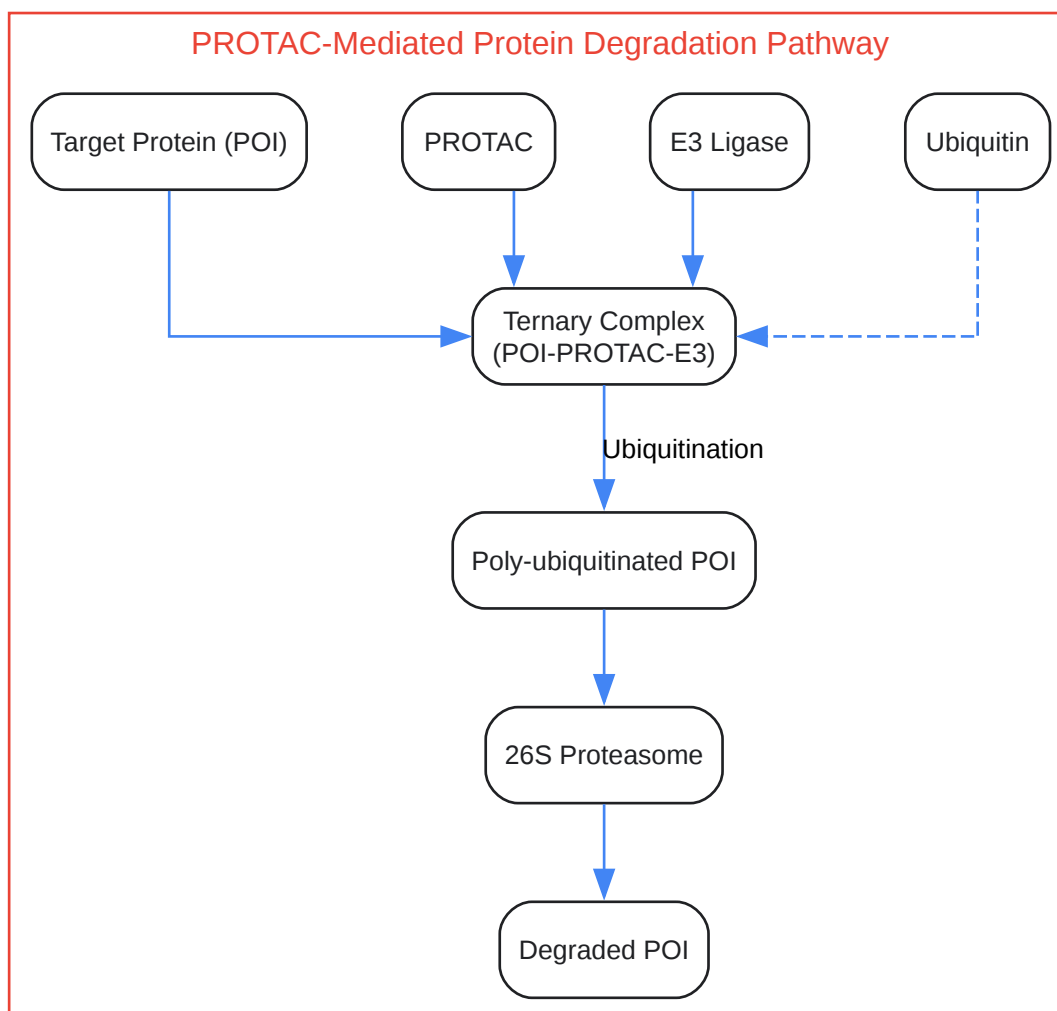 PROTAC-Mediated Protein Degradation Pathway
Target Protein (POI)
PROTAC
E3 Ligase
Ubiquitin
Ternary Complex
(POI-PROTAC-E3)
Ubiquitination
Poly-ubiquitinated POI
26S Proteasome
Degraded POI